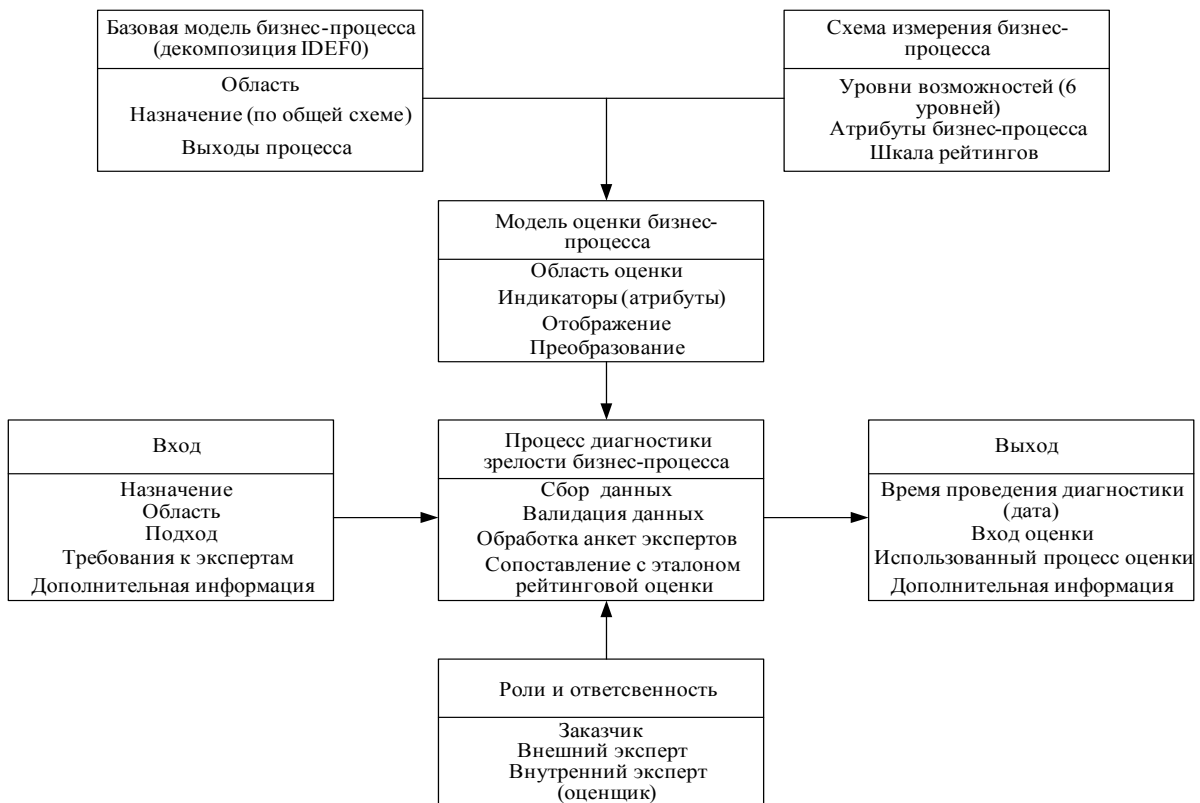 Базовая модель бизнес-процесса
(декомпозиция IDEF0)
Область
Назначение (по общей схеме)
Выходы процесса
Схема измерения бизнес-
процесса
Уровни возможностей (6
уровней)
Атрибуты бизнес-процесса
Шкала рейтингов
Модель оценки бизнес-
процесса
Область оценки
Индикаторы (атрибуты)
Отображение
Преобразование
Вход
Назначение
Область
Подход
Требования к экспертам
Дополнительная информация
Процесс диагностики
зрелости бизнес-процесса
Сбор данных
Валидация данных
Обработка анкет экспертов
Сопоставление с эталоном
рейтинговой оценки
Выход
Время проведения диагностики
(дата)
Вход оценки
Использованный процесс оценки
Дополнительная информация
Роли и ответсвенность
Заказчик
Внешний эксперт
Внутренний эксперт
(оценщик)